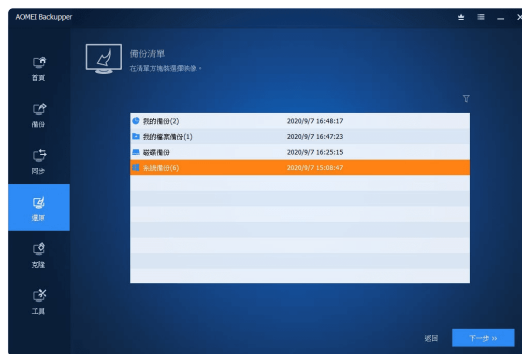 AOMEI Backupper
備份清單
在清單方塊裝選擇映像。
首頁
備份
同步
還原
克隆
工具
我的備份(2) 2020/9/7 16:48:17
我的檔案備份(1) 2020/9/7 16:47:23
磁碟備份 2020/9/7 16:25:15
系統備份(6) 2020/9/7 15:08:47
返回
下一步 »